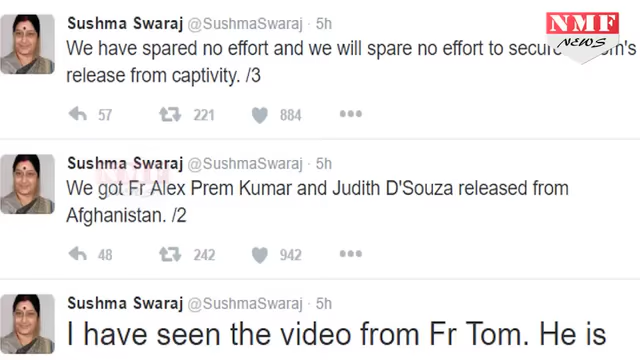 Sushma Swaraj @SushmaSwaraj · 5h
We have spared no effort and we will spare no effort to secure om's
release from captivity. /3
57 221 884
Sushma Swaraj @SushmaSwaraj · 5h
We got Fr Alex Prem Kumar and Judith D'Souza released from
Afghanistan. /2
48 242 942
Sushma Swaraj @SushmaSwaraj · 5h
I have seen the video from Fr Tom. He is
NMF
NEWS
NMF